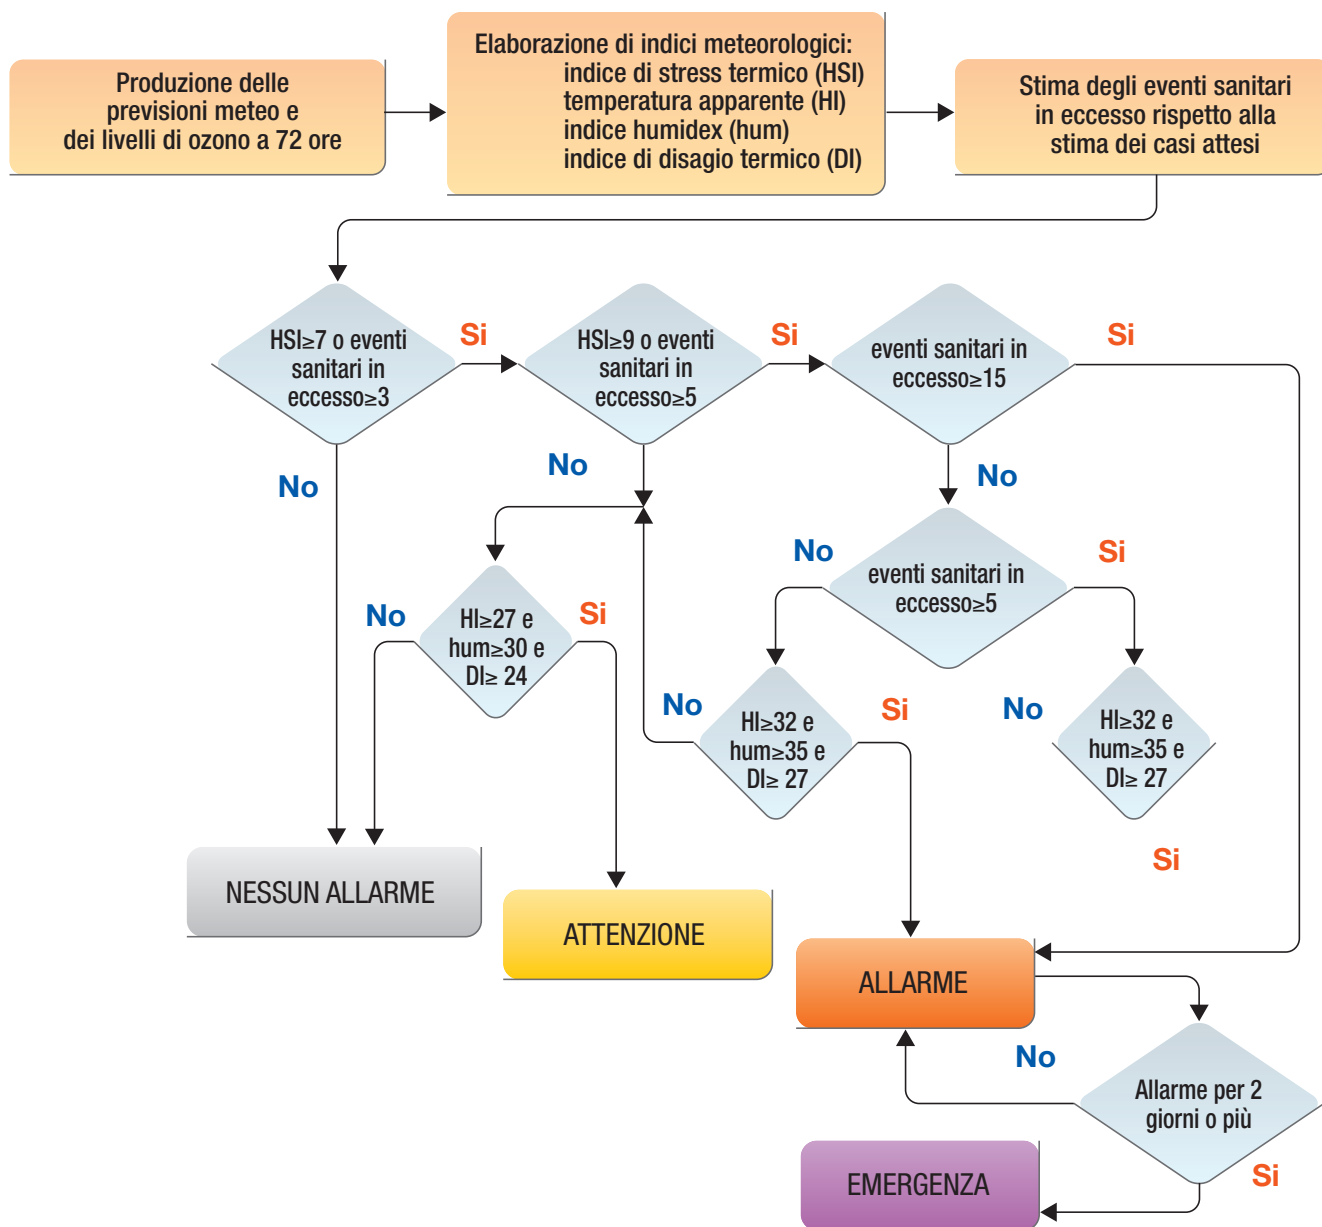 Produzione delle
previsioni meteo e
dei livelli di ozono a 72 ore
Elaborazione di indici meteorologici:
indice di stress termico (HSI)
temperatura apparente (HI)
indice humidex (hum)
indice di disagio termico (DI)
Stima degli eventi sanitari
in eccesso rispetto alla
stima dei casi attesi
HSI≥7 o eventi
sanitari in
eccesso≥3
Si
HSI≥9 o eventi
sanitari in
eccesso≥5
Si
eventi sanitari in
eccesso≥15
Si
No
No
No
eventi sanitari in
eccesso≥5
No
Si
HI≥27 e
hum≥30 e
DI≥ 24
No
Si
HI≥32 e
hum≥35 e
DI≥ 27
No
Si
HI≥32 e
hum≥35 e
DI≥ 27
No
Si
NESSUN ALLARME
ATTENZIONE
ALLARME
No
Allarme per 2
giorni o più
Si
EMERGENZA